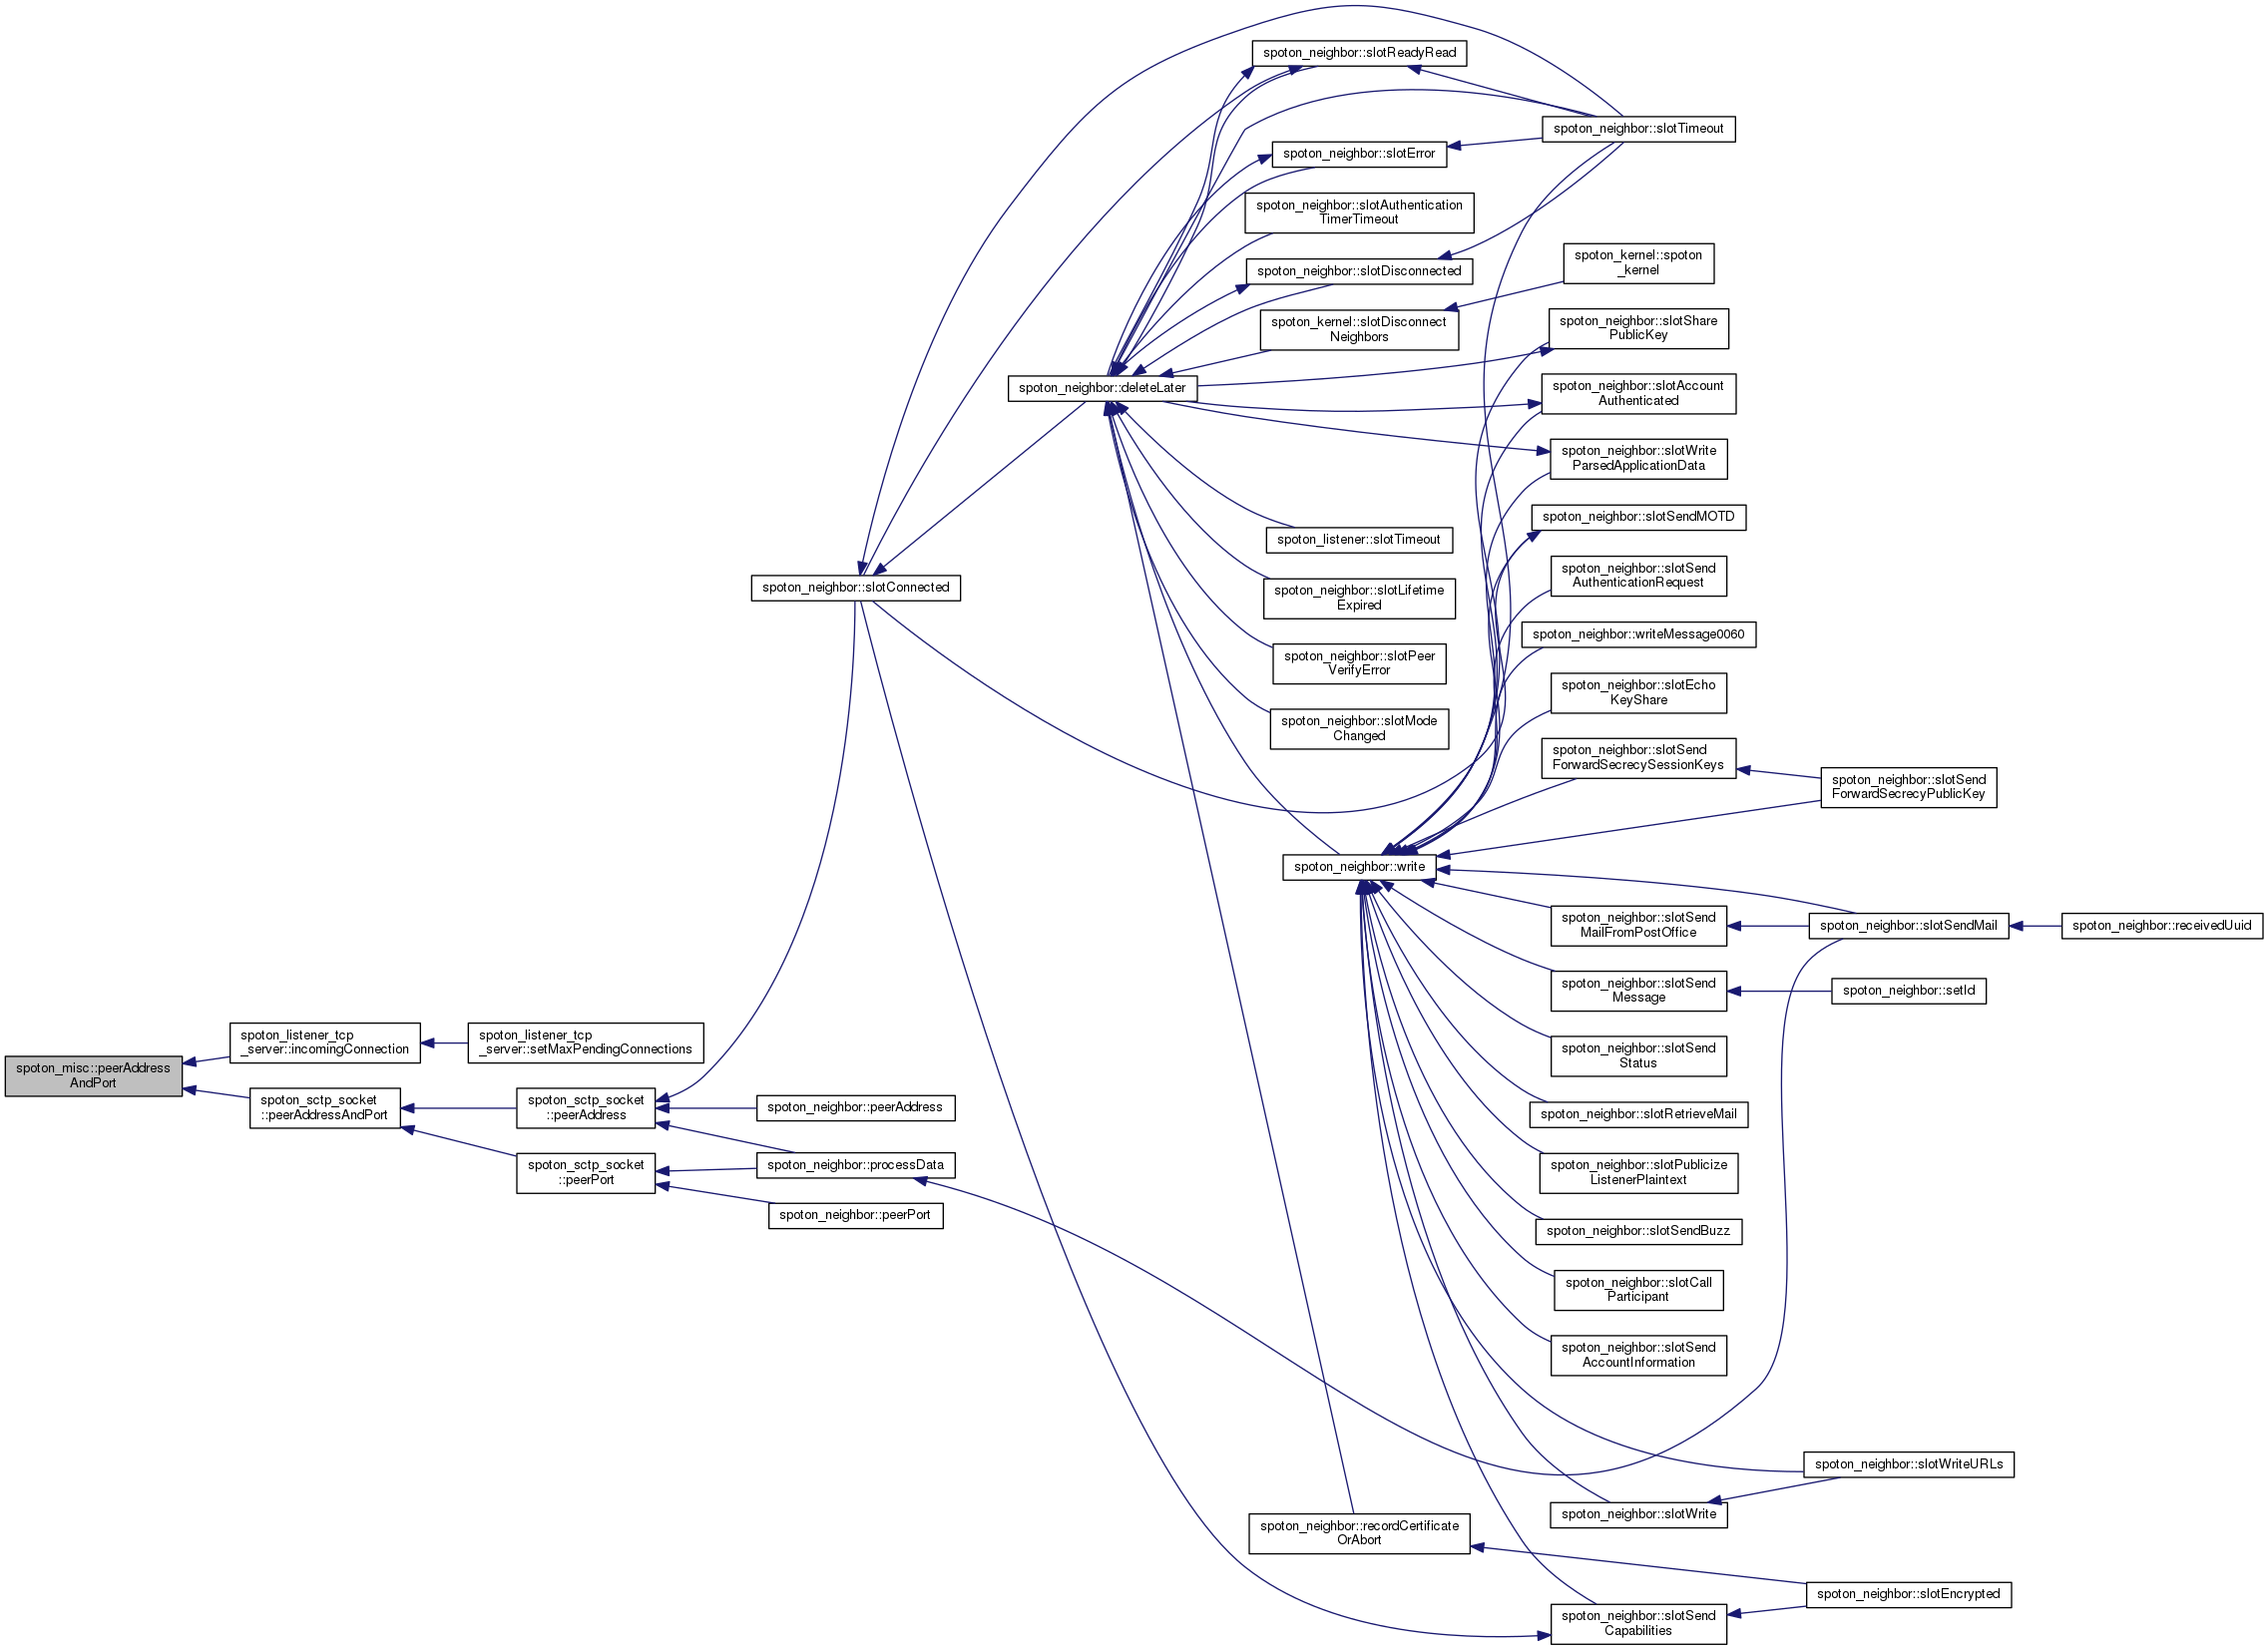 spoton_neighbor::slotReadyRead
spoton_neighbor::slotTimeout
spoton_neighbor::slotError
spoton_neighbor::slotAuthentication
TimerTimeout
spoton_neighbor::slotDisconnected
spoton_kernel::spoton
_kernel
spoton_kernel::slotDisconnect
Neighbors
spoton_neighbor::slotShare
PublicKey
spoton_neighbor::deleteLater
spoton_neighbor::slotAccount
Authenticated
spoton_neighbor::slotWrite
ParsedApplicationData
spoton_neighbor::slotSendMOTD
spoton_listener::slotTimeout
spoton_neighbor::slotSend
AuthenticationRequest
spoton_neighbor::slotConnected
spoton_neighbor::slotLifetime
Expired
spoton_neighbor::writeMessage0060
spoton_neighbor::slotPeer
VerifyError
spoton_neighbor::slotEcho
KeyShare
spoton_neighbor::slotMode
Changed
spoton_neighbor::slotSend
ForwardSecrecySessionKeys
spoton_neighbor::slotSend
ForwardSecrecyPublicKey
spoton_neighbor::write
spoton_neighbor::slotSend
MailFromPostOffice
spoton_neighbor::slotSendMail
spoton_neighbor::receivedUuid
spoton_neighbor::slotSend
Message
spoton_neighbor::setId
spoton_listener_tcp
_server::incomingConnection
spoton_listener_tcp
_server::setMaxPendingConnections
spoton_neighbor::slotSend
Status
spoton_misc::peerAddress
AndPort
spoton_sctp_socket
::peerAddressAndPort
spoton_sctp_socket
::peerAddress
spoton_neighbor::peerAddress
spoton_neighbor::slotRetrieveMail
spoton_sctp_socket
::peerPort
spoton_neighbor::processData
spoton_neighbor::slotPublicize
ListenerPlaintext
spoton_neighbor::peerPort
spoton_neighbor::slotSendBuzz
spoton_neighbor::slotCall
Participant
spoton_neighbor::slotSend
AccountInformation
spoton_neighbor::slotWriteURLs
spoton_neighbor::slotWrite
spoton_neighbor::recordCertificate
OrAbort
spoton_neighbor::slotEncrypted
spoton_neighbor::slotSend
Capabilities